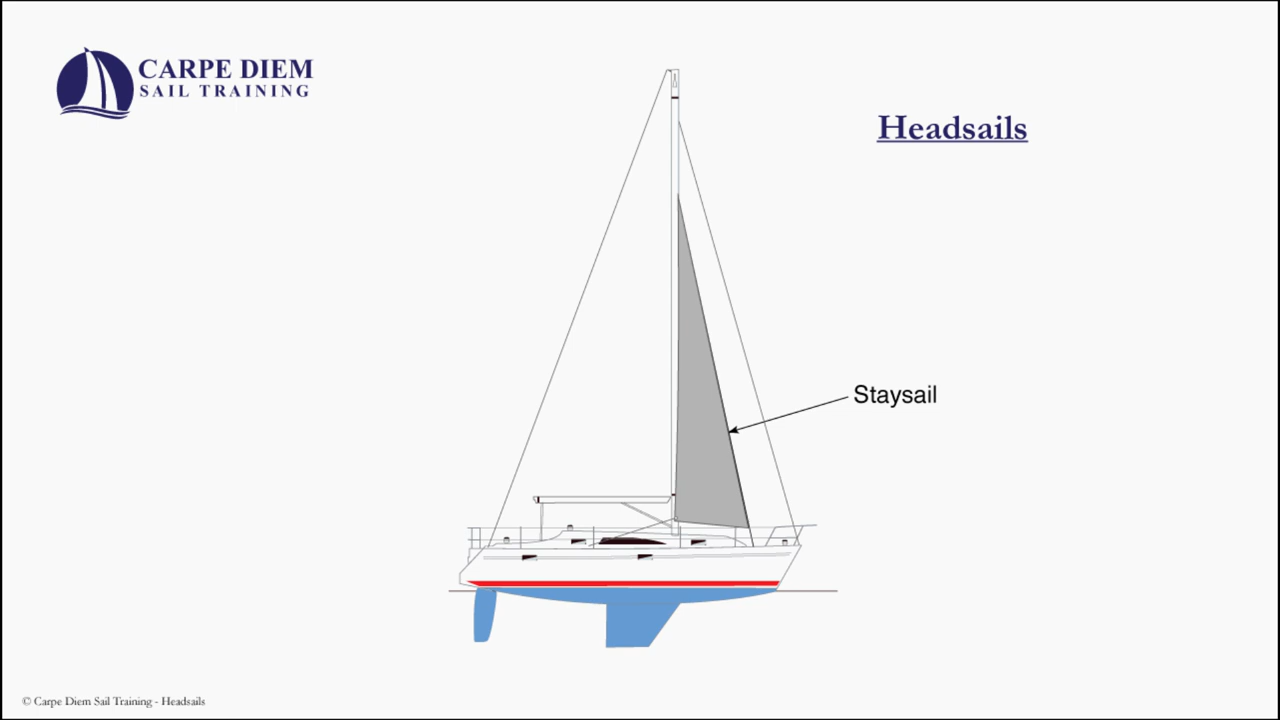 CARPE DIEM
SAIL TRAINING
Headsails
Staysail
© Carpe Diem Sail Training - Headsails